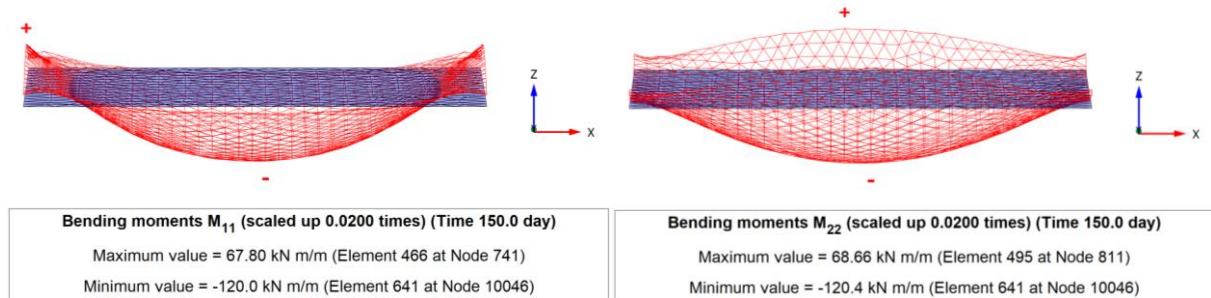 +
Z
X
-
Bending moments M11 (scaled up 0.0200 times) (Time 150.0 day)
Maximum value = 67.80 kN m/m (Element 466 at Node 741)
Minimum value = -120.0 kN m/m (Element 641 at Node 10046)
+
Z
X
-
Bending moments M22 (scaled up 0.0200 times) (Time 150.0 day)
Maximum value = 68.66 kN m/m (Element 495 at Node 811)
Minimum value = -120.4 kN m/m (Element 641 at Node 10046)